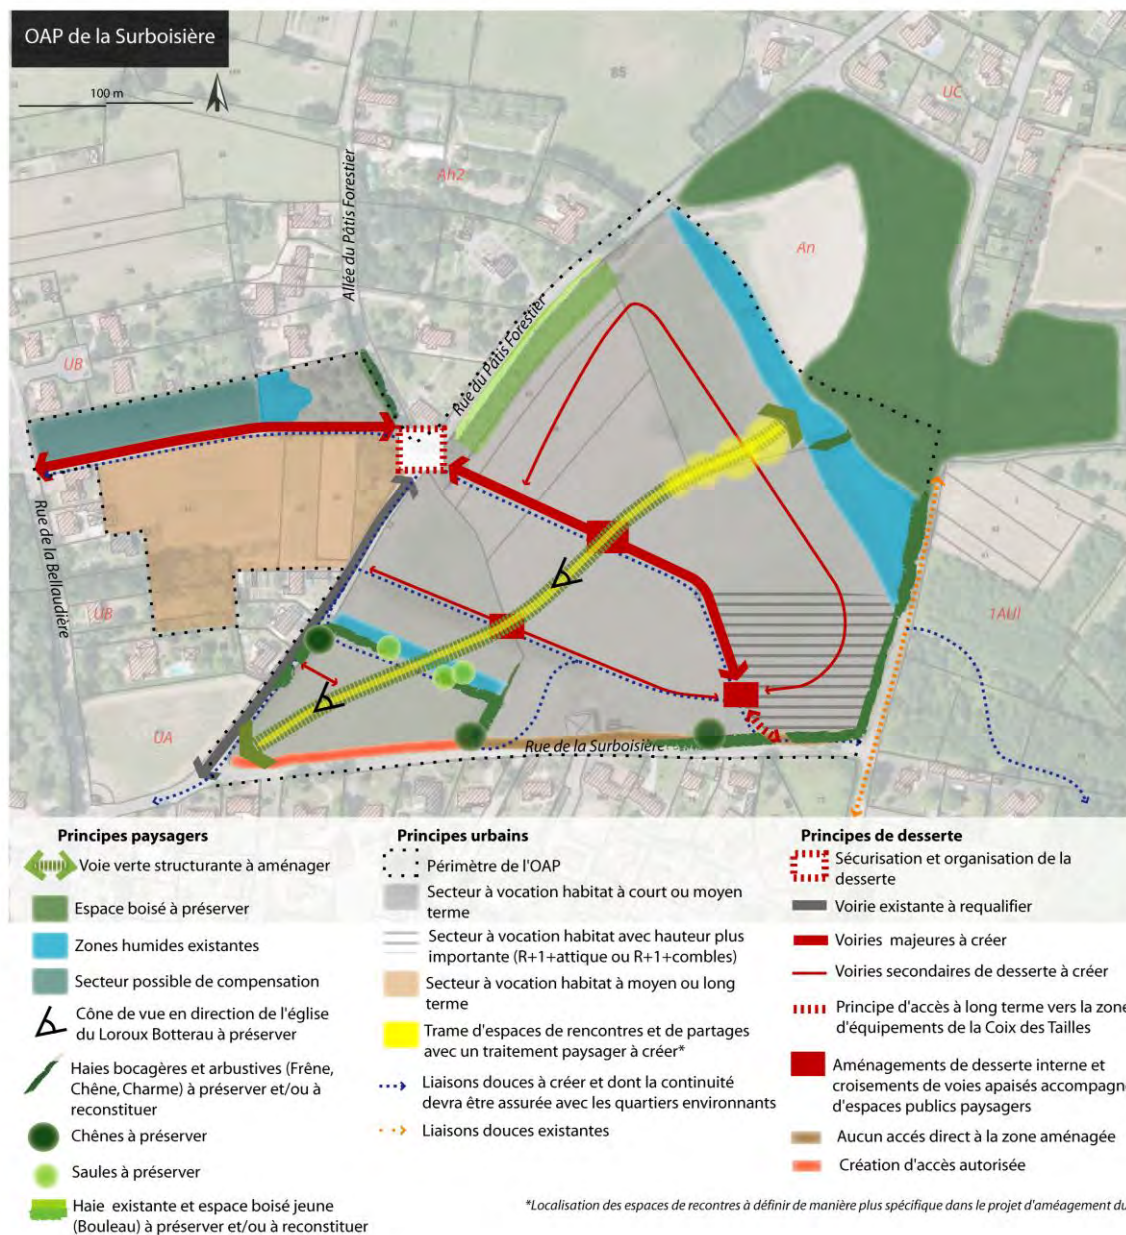 OAP de la Surboisière
100 m
85
UC
Ah2
An
Allée du Pâtis Forestier
Rue du Pâtis Forestier
UB
Rue de la Bellaudière
UB
1AUl
UA
Rue de la Surboisière
Principes paysagers
Voie verte structurante à aménager
Espace boisé à préserver
Zones humides existantes
Secteur possible de compensation
Cône de vue en direction de l'église
du Loroux Botterau à préserver
Haies bocagères et arbustives (Frêne,
Chêne, Charme) à préserver et/ou à
reconstituer
Chênes à préserver
Saules à préserver
Haie existante et espace boisé jeune
(Bouleau) à préserver et/ou à reconstituer
Principes urbains
Périmètre de l'OAP
Secteur à vocation habitat à court ou moyen
terme
Secteur à vocation habitat avec hauteur plus
importante (R+1+attique ou R+1+combles)
Secteur à vocation habitat à moyen ou long
terme
Trame d'espaces de rencontres et de partages
avec un traitement paysager à créer*
Liaisons douces à créer et dont la continuité
devra être assurée avec les quartiers environnants
Liaisons douces existantes
Principes de desserte
Sécurisation et organisation de la
desserte
Voirie existante à requalifier
Voiries majeures à créer
Voiries secondaires de desserte à créer
Principe d'accès à long terme vers la zone
d'équipements de la Coix des Tailles
Aménagements de desserte interne et
croisements de voies apaisés accompagne
d'espaces publics paysagers
Aucun accés direct à la zone aménagée
Création d'accès autorisée
*Localisation des espaces de recontres à définir de manière plus spécifique dans le projet d'améagement du